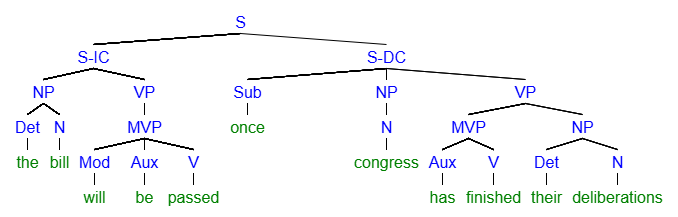 S
S-IC S-DC
NP VP Sub NP VP
Det N MVP once N MVP NP
the bill Mod Aux V congress Aux V Det N
will be passed has finished their deliberations